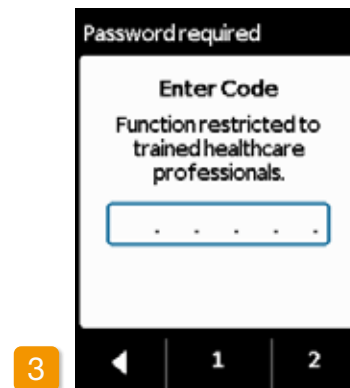 Password required
Enter Code
Function restricted to
trained healthcare
professionals.
. . . . .
3
1 2